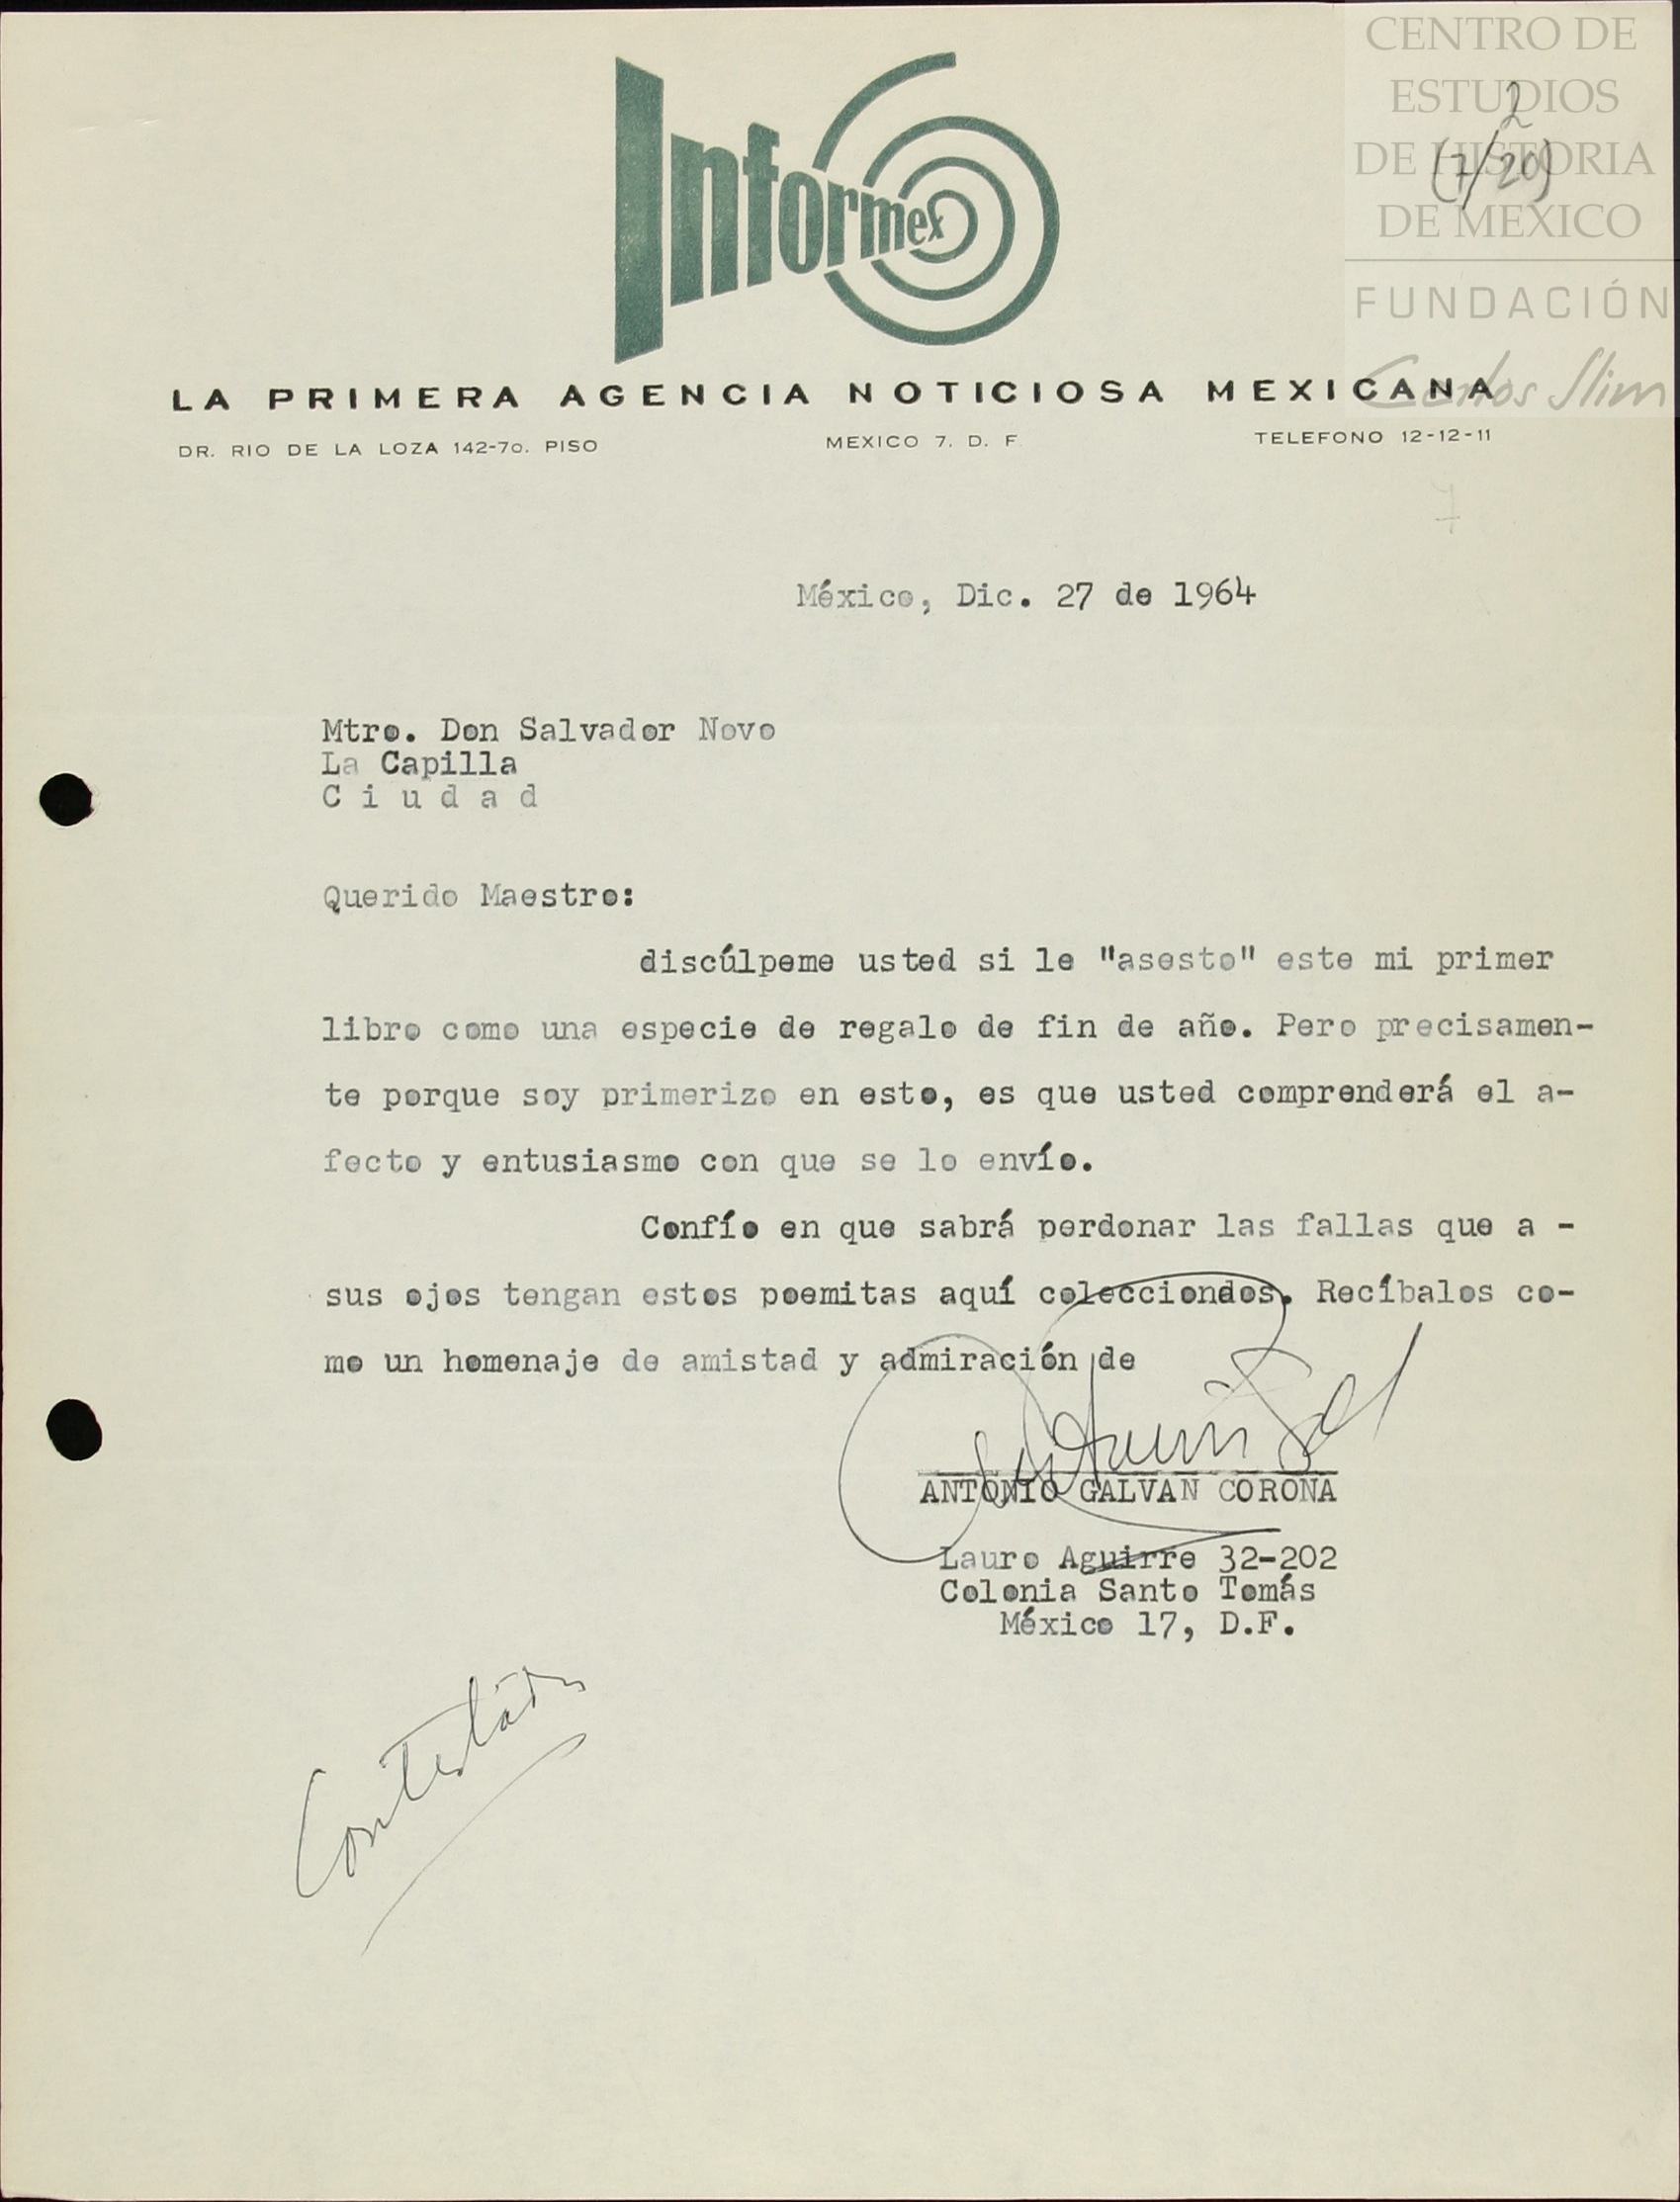 CENTRO DE
ESTUDIOS
DE HISTORIA
DE MEXICO
FUNDACIÓN
Carlos Slim
2
(7/20)
Informex
LA PRIMERA AGENCIA NOTICIOSA MEXICANA
DR. RIO DE LA LOZA 142-7o. PISO MEXICO 7. D. F TELEFONO 12-12-11
7
México, Dic. 27 de 1964
Mtro. Don Salvador Novo
La Capilla
C i u d a d
Querido Maestro:
discúlpeme usted si le "asesto" este mi primer
libro como una especie de regalo de fin de año. Pero precisamen-
te porque soy primerizo en esto, es que usted comprenderá el a-
fecto y entusiasmo con que se lo envío.
Confío en que sabrá perdonar las fallas que a -
sus ojos tengan estos poemitas aquí colecciondos. Recíbalos co-
mo un homenaje de amistad y admiración de
ANTONIO GALVAN CORONA
Lauro Aguirre 32-202
Colonia Santo Tomás
México 17, D.F.
Contestada